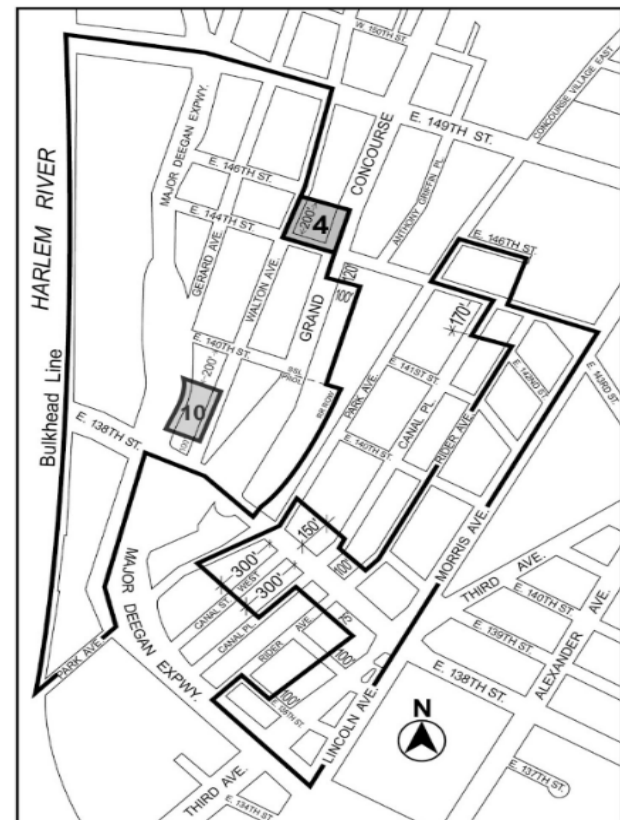 W. 150TH ST.
CONCOURSE VILLAGE EAST
MAJOR DEEGAN EXPWY.
CONCOURSE
E. 149TH ST.
HARLEM RIVER
Bulkhead Line
E. 146TH ST.
ANTHONY GRIFFIN PL.
200'
4
E. 144TH ST.
E. 146TH ST.
GERARD AVE.
WALTON AVE.
GRAND
120'
100'
170'
E. 140TH ST.
200'
PARK AVE.
E. 141ST ST.
CANAL PL.
E. 142ND ST.
E. 143RD ST.
10
100'
E. 138TH ST.
E. 140TH ST.
RIDER AVE.
MORRIS AVE.
150'
100'
300'
WEST
300'
CANAL ST.
CANAL PL.
RIDER AVE
100'
100'
E. 136TH ST.
MAJOR DEEGAN EXPWY.
PARK AVE.
LINCOLN AVE.
THIRD AVE.
E. 140TH ST.
E. 139TH ST.
E. 138TH ST.
ALEXANDER AVE.
N
E. 137TH ST.
THIRD AVE.
E. 134TH ST.